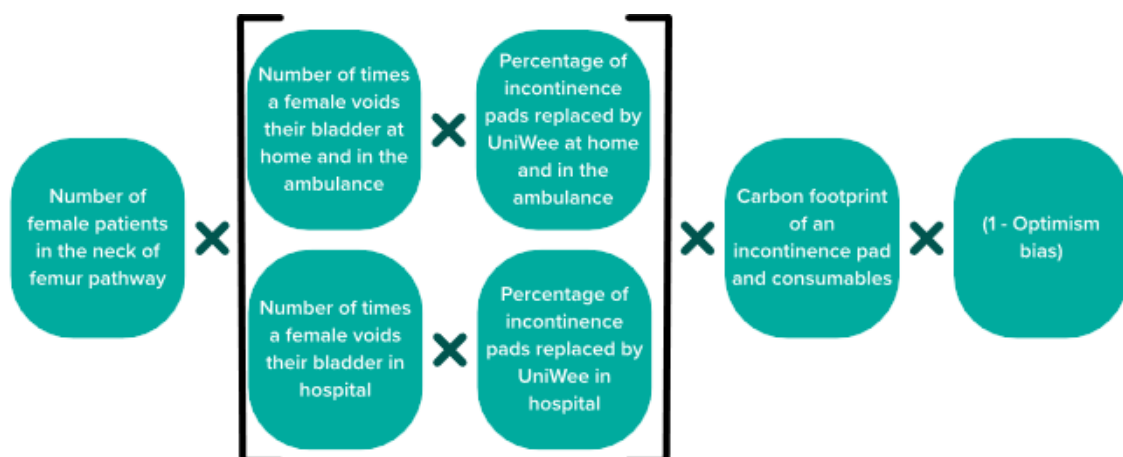 Number of
female patients
in the neck of
femur pathway
Number of times
a female voids
their bladder at
home and in the
ambulance
Percentage of
incontinence
pads replaced by
UniWee at home
and in the
ambulance
Number of times
a female voids
their bladder in
hospital
Percentage of
incontinence
pads replaced by
UniWee in
hospital
Carbon footprint
of an
incontinence pad
and consumables
(1 - Optimism
bias)